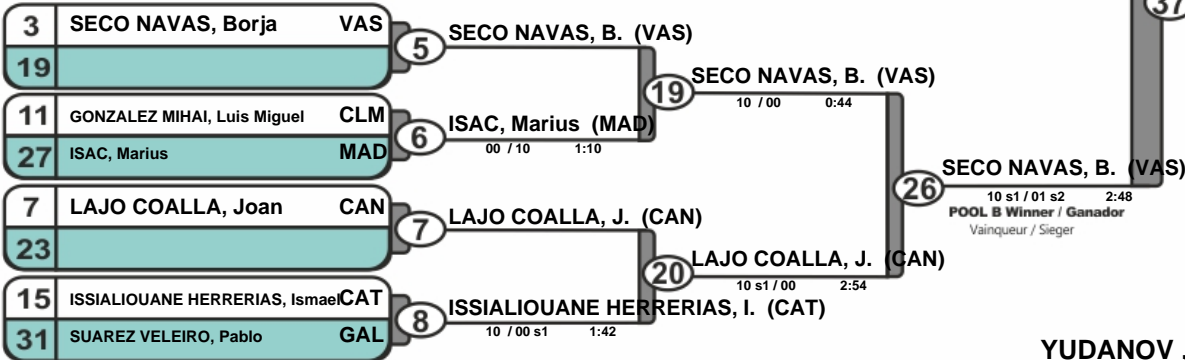 37
3 SECO NAVAS, Borja VAS
19
5
SECO NAVAS, B. (VAS)
11 GONZALEZ MIHAI, Luis Miguel CLM
27 ISAC, Marius MAD
6
ISAC, Marius (MAD)
00 / 10 1:10
19
SECO NAVAS, B. (VAS)
10 / 00 0:44
7 LAJO COALLA, Joan CAN
23
7
LAJO COALLA, J. (CAN)
15 ISSIALIOUANE HERRERIAS, Ismael CAT
31 SUAREZ VELEIRO, Pablo GAL
8
ISSIALIOUANE HERRERIAS, I. (CAT)
10 / 00 s1 1:42
20
LAJO COALLA, J. (CAN)
10 s1 / 00 2:54
26
SECO NAVAS, B. (VAS)
10 s1 / 01 s2 2:48
POOL B Winner / Ganador
Vainqueur / Sieger
YUDANOV